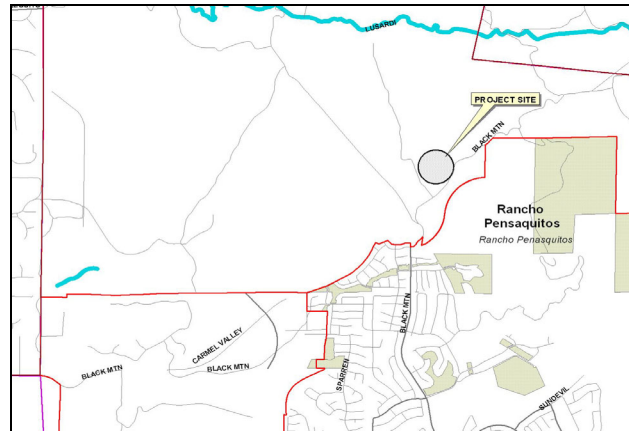 LUSARDI
PROJECT SITE
BLACK MTN
Rancho
Pensaquitos
Rancho Penasquitos
BLACK MTN
CARMEL VALLEY
BLACK MTN
BLACK MTN
SPARREN
SUNDEVIL